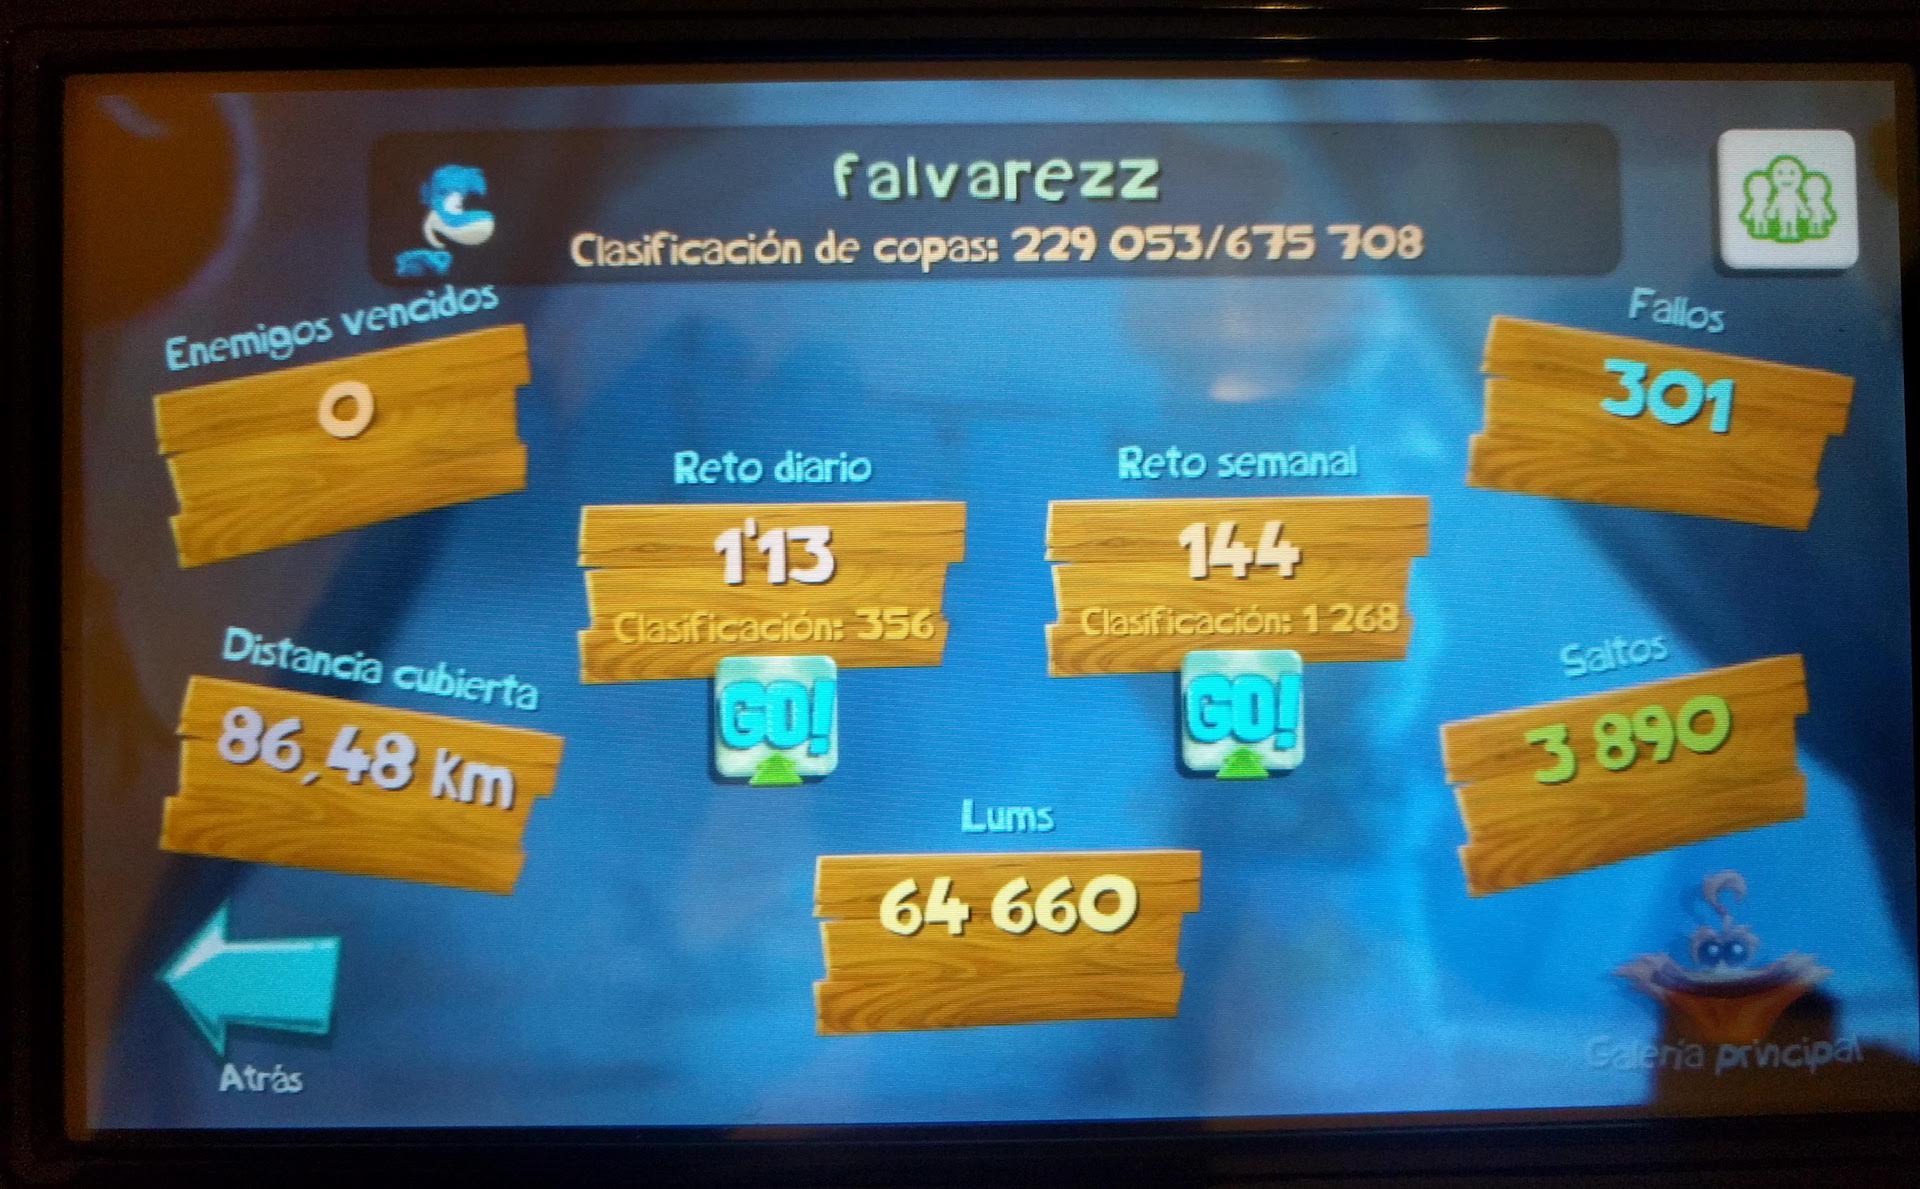 falvarezz
Clasificación de copas: 229 053/675 708
Enemigos vencidos
0
Fallos
301
Reto diario
1'13
Clasificación: 356
GO!
Reto semanal
144
Clasificación: 1 268
GO!
Distancia cubierta
86,48 Km
Saltos
3 890
Lums
64 660
Atrás
Galería principal